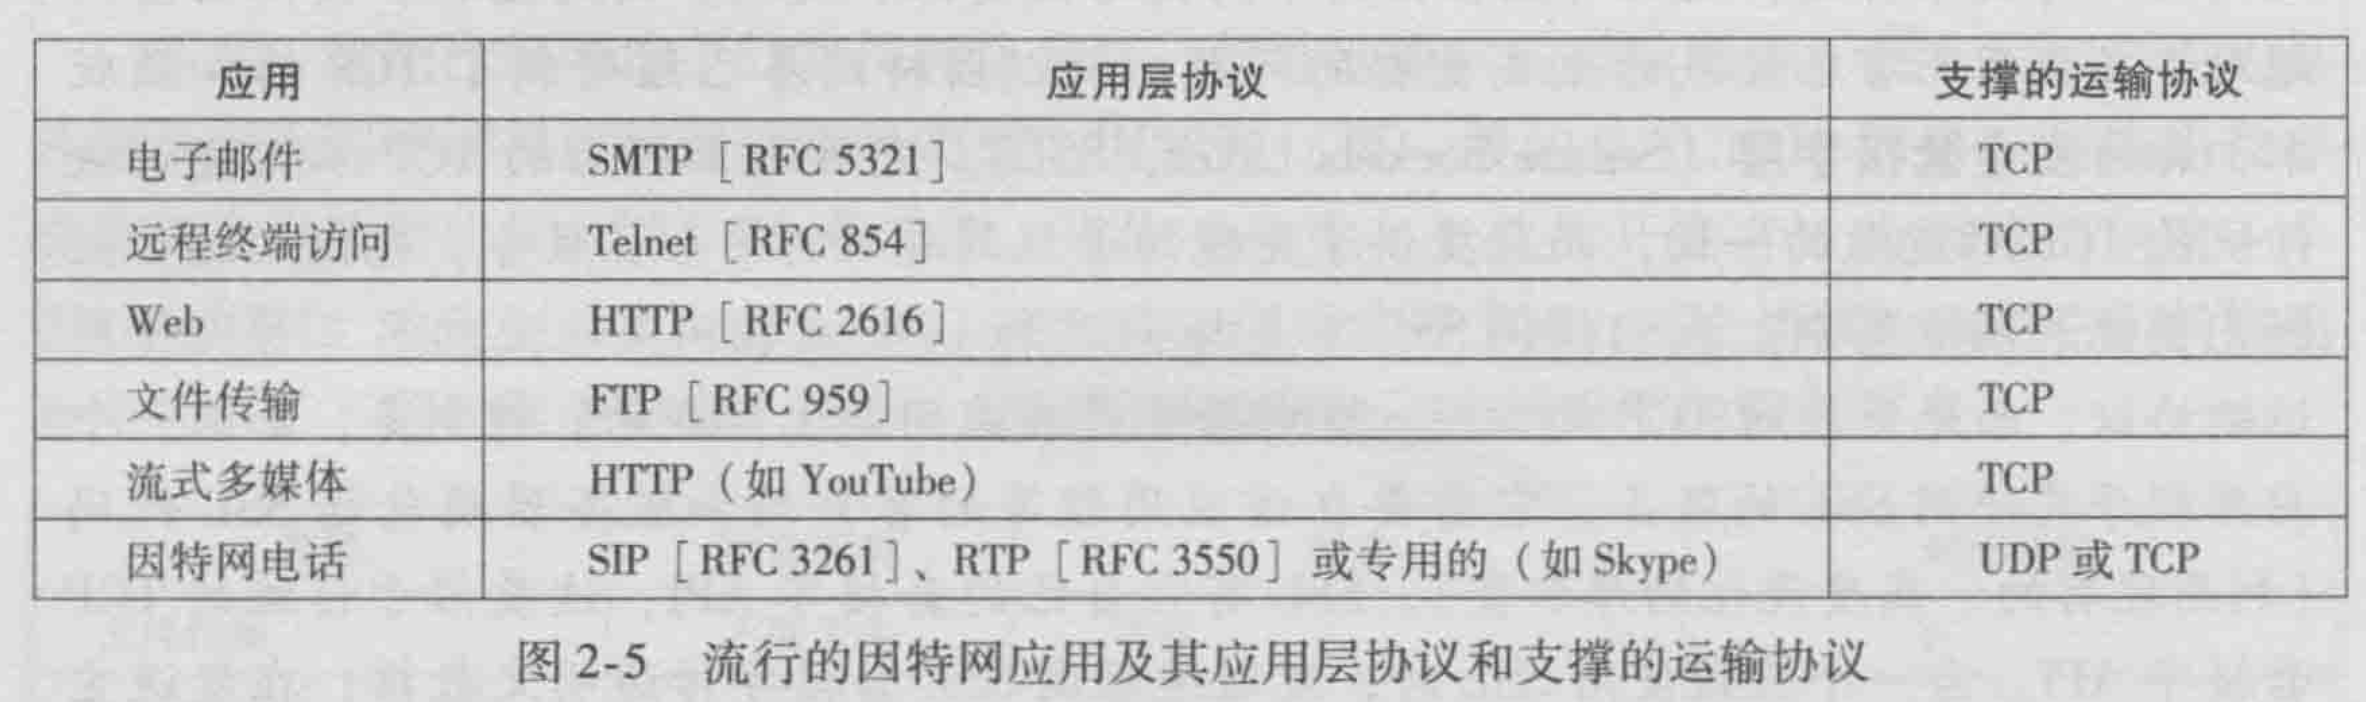 应用 应用层协议 支撑的运输协议
电子邮件 SMTP［RFC 5321］ TCP
远程终端访问 Telnet［RFC 854］ TCP
Web HTTP［RFC 2616］ TCP
文件传输 FTP［RFC 959］ TCP
流式多媒体 HTTP（如 YouTube） TCP
因特网电话 SIP［RFC 3261］、RTP［RFC 3550］或专用的（如 Skype） UDP 或 TCP
图 2-5 流行的因特网应用及其应用层协议和支撑的运输协议